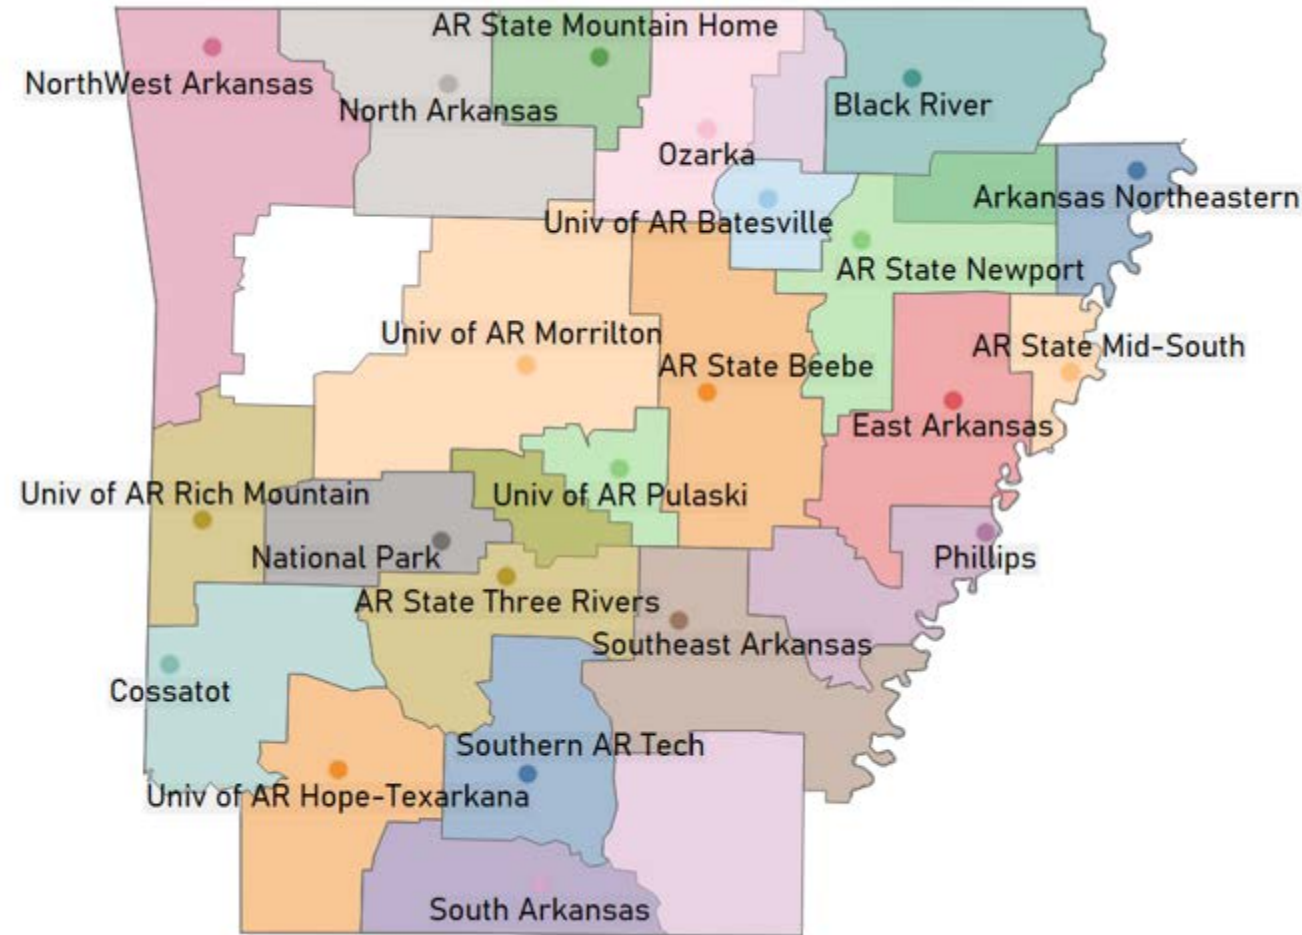 AR State Mountain Home
NorthWest Arkansas
North Arkansas
Black River
Ozarka
Arkansas Northeastern
Univ of AR Batesville
AR State Newport
Univ of AR Morrilton
AR State Mid-South
AR State Beebe
East Arkansas
Univ of AR Rich Mountain
Univ of AR Pulaski
National Park
Phillips
AR State Three Rivers
Southeast Arkansas
Cossatot
Southern AR Tech
Univ of AR Hope-Texarkana
South Arkansas